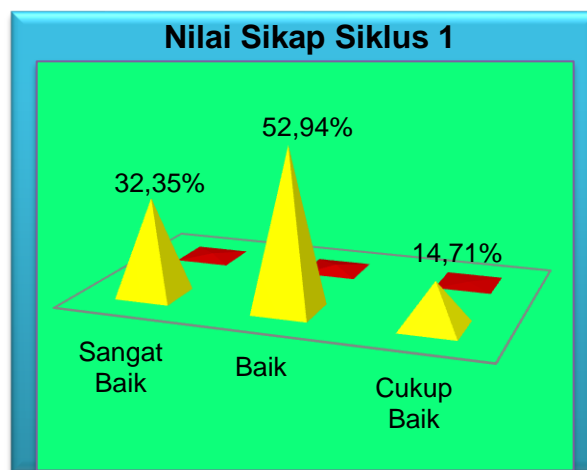 Nilai Sikap Siklus 1
52,94%
32,35%
14,71%
Sangat
Baik
Baik
Cukup
Baik